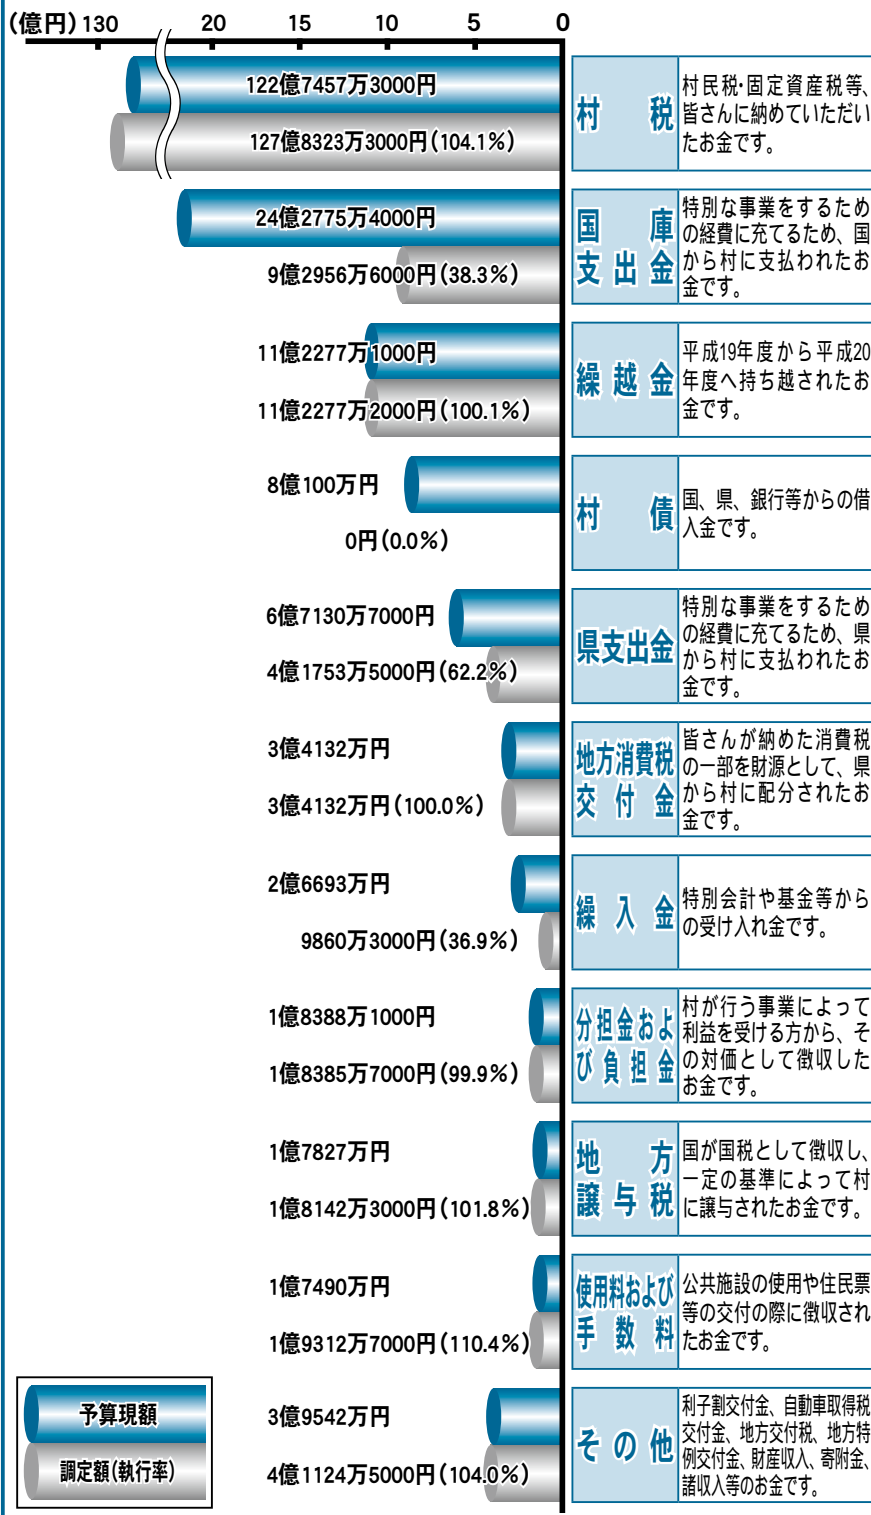 (億円) 130 20 15 10 5 0
122億7457万3000円
127億8323万3000円(104.1%)
村税
村民税・固定資産税等、
皆さんに納めていただい
たお金です。
24億2775万4000円
9億2956万6000円(38.3%)
国庫
支出金
特別な事業をするため
の経費に充てるため、国
から村に支払われたお
金です。
11億2277万1000円
11億2277万2000円(100.1%)
繰越金
平成19年度から平成20
年度へ持ち越されたお
金です。
8億100万円
0円(0.0%)
村債
国、県、銀行等からの借
入金です。
6億7130万7000円
4億1753万5000円(62.2%)
県支出金
特別な事業をするため
の経費に充てるため、県
から村に支払われたお
金です。
3億4132万円
3億4132万円(100.0%)
地方消費税
交付金
皆さんが納めた消費税
の一部を財源として、県
から村に配分されたお
金です。
2億6693万円
9860万3000円(36.9%)
繰入金
特別会計や基金等から
の受け入れ金です。
1億8388万1000円
1億8385万7000円(99.9%)
分担金およ
び負担金
村が行う事業によって
利益を受ける方から、そ
の対価として徴収した
お金です。
1億7827万円
1億8142万3000円(101.8%)
地方
譲与税
国が国税として徴収し、
一定の基準によって村
に譲与されたお金です。
1億7490万円
1億9312万7000円(110.4%)
使用料および
手数料
公共施設の使用や住民票
等の交付の際に徴収され
たお金です。
3億9542万円
4億1124万5000円(104.0%)
その他
利子割交付金、自動車取得税
交付金、地方交付税、地方特
例交付金、財産収入、寄附金、
諸収入等のお金です。
予算現額
調定額(執行率)